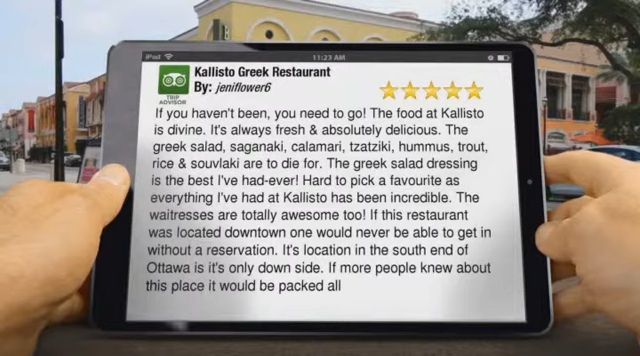 iPod
11:23 AM
Kallisto Greek Restaurant
By: jeniflower6
TRIP
ADVISOR
If you haven't been, you need to go! The food at Kallisto
is divine. It's always fresh & absolutely delicious. The
greek salad, saganaki, calamari, tzatziki, hummus, trout,
rice & souvlaki are to die for. The greek salad dressing
is the best I've had-ever! Hard to pick a favourite as
everything I've had at Kallisto has been incredible. The
waitresses are totally awesome too! If this restaurant
was located downtown one would never be able to get in
without a reservation. It's location in the south end of
Ottawa is it's only down side. If more people knew about
this place it would be packed all